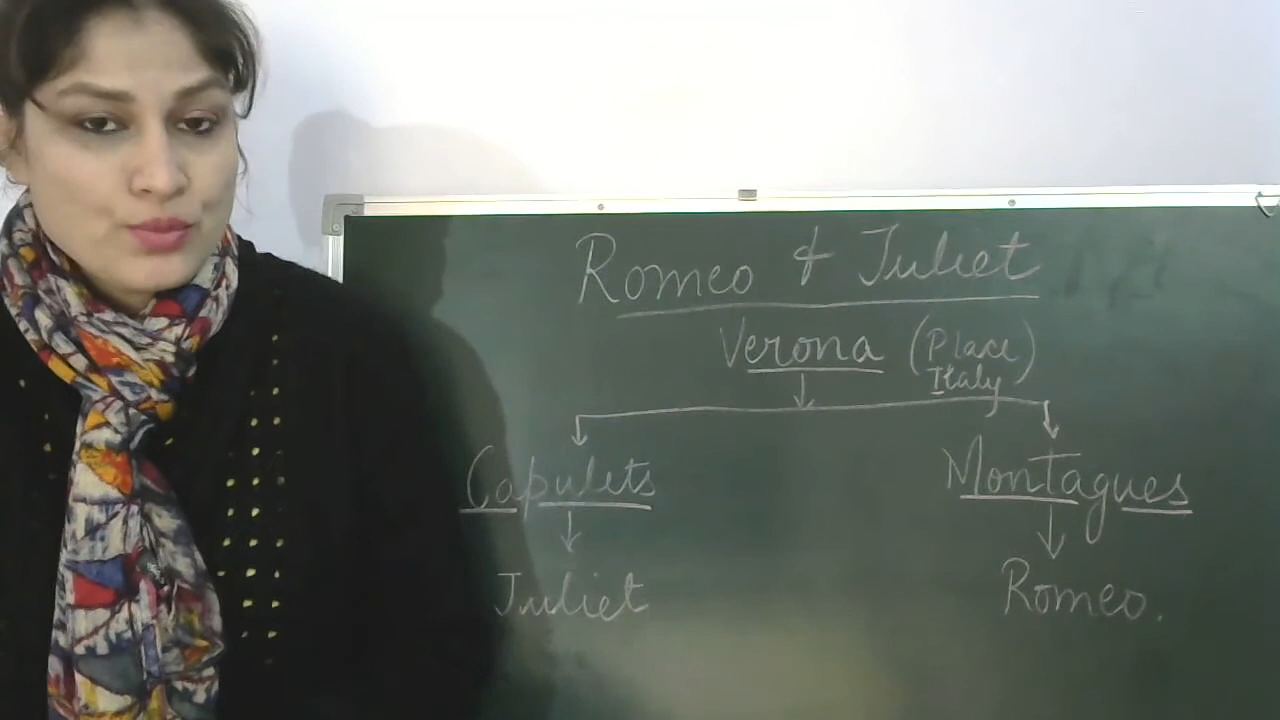 Romeo & Juliet
Verona (Place
Italy)
Capulets Montagues
Juliet Romeo.